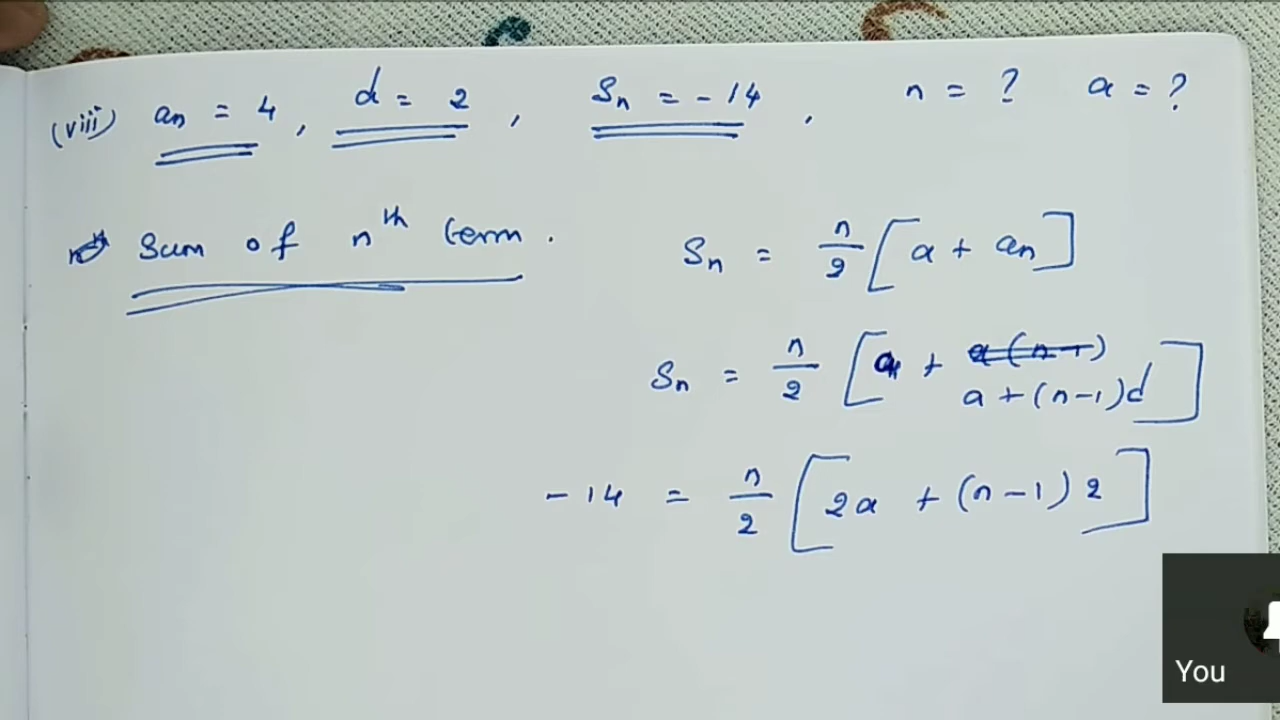 (viii) an = 4, d = 2, Sn = -14, n = ? a = ?
Sum of nth term.
Sn = n/2 [a + an]
Sn = n/2 [a + a(n-1)
a + (n-1)d]
-14 = n/2 [2a + (n-1) 2]
You